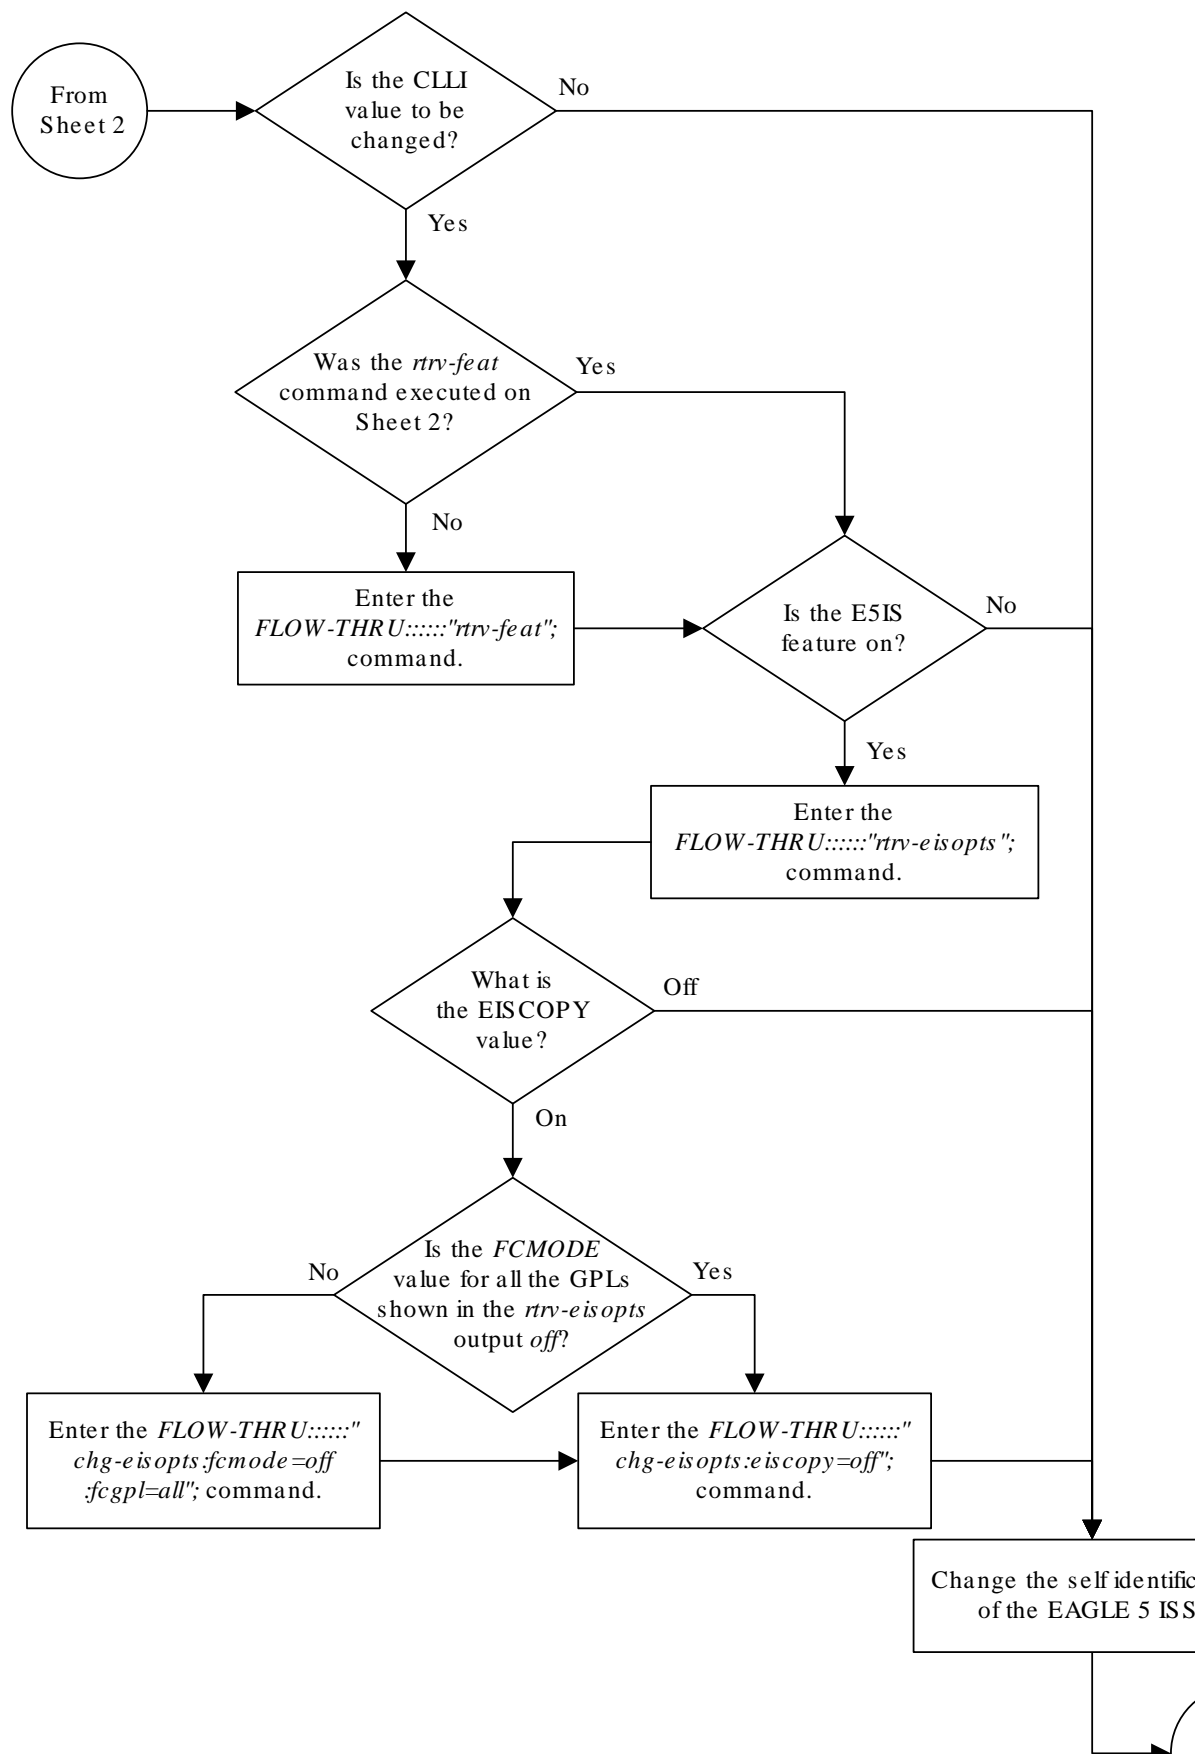 From
Sheet 2
Is the CLLI
value to be
changed?
No
Yes
Was the rtrv-feat
command executed on
Sheet 2?
Yes
No
Enter the
FLOW-THRU::::::"rtrv-feat";
command.
Is the E5IS
feature on?
No
Yes
Enter the
FLOW-THRU::::::"rtrv-eisopts";
command.
What is
the EISCOPY
value?
Off
On
Is the FCMODE
value for all the GPLs
shown in the rtrv-eisopts
output off?
No
Yes
Enter the FLOW-THRU::::::"
chg-eisopts:fcmode=off
:fcgpl=all"; command.
Enter the FLOW-THRU::::::"
chg-eisopts:eiscopy=off";
command.
Change the self
of the EAGLE 5 ISS